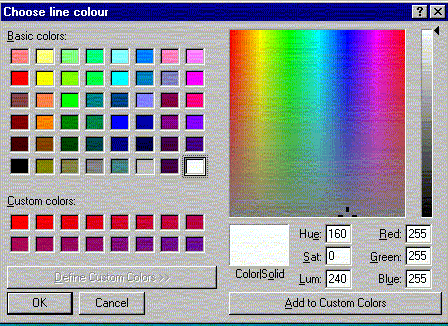 Choose line colour
Basic colors:
Custom colors:
Define Custom Colors >>
OK
Cancel
Color|Solid
Hue: 160
Sat: 0
Lum: 240
Red: 255
Green: 255
Blue: 255
Add to Custom Colors